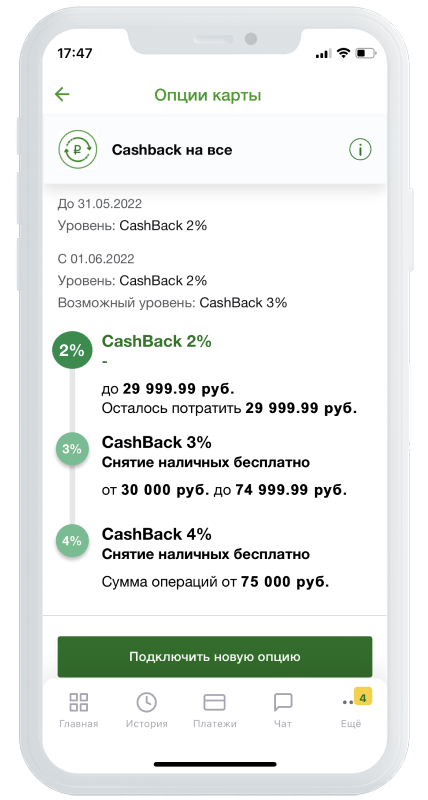 17:47
Опции карты
Cashback на все
До 31.05.2022
Уровень: CashBack 2%
С 01.06.2022
Уровень: CashBack 2%
Возможный уровень: CashBack 3%
2%
CashBack 2%
-
до 29 999.99 руб.
Осталось потратить 29 999.99 руб.
3%
CashBack 3%
Снятие наличных бесплатно
от 30 000 руб. до 74 999.99 руб.
4%
CashBack 4%
Снятие наличных бесплатно
Сумма операций от 75 000 руб.
Подключить новую опцию
4
Главная История Платежи Чат Ещё